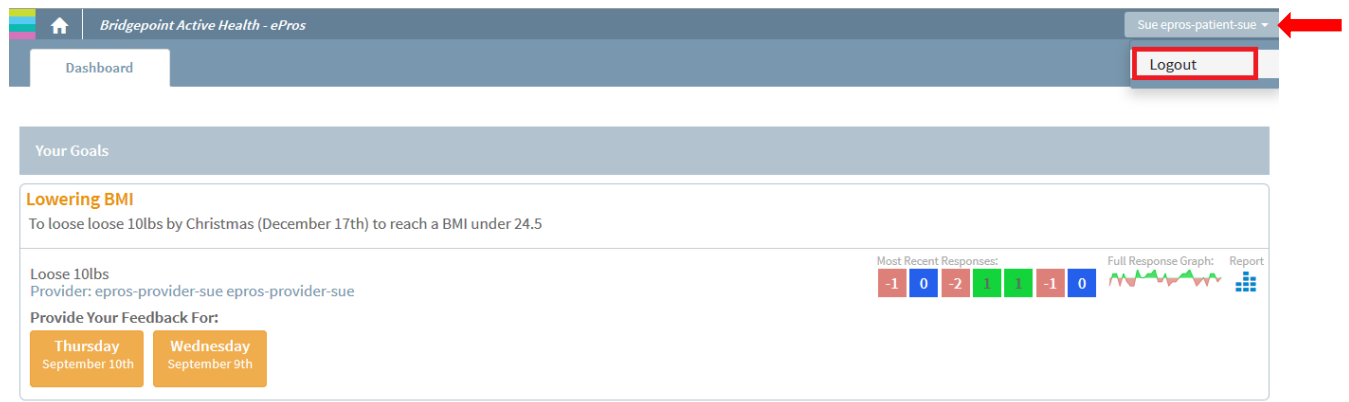 Bridgepoint Active Health - ePros
Sue epros-patient-sue
Dashboard
Logout
Your Goals
Lowering BMI
To loose loose 10lbs by Christmas (December 17th) to reach a BMI under 24.5
Most Recent Responses:
Full Response Graph:
Report
Loose 10lbs
-1 0 -2 1 1 -1 0
Provider: epros-provider-sue epros-provider-sue
Provide Your Feedback For:
Thursday
September 10th
Wednesday
September 9th